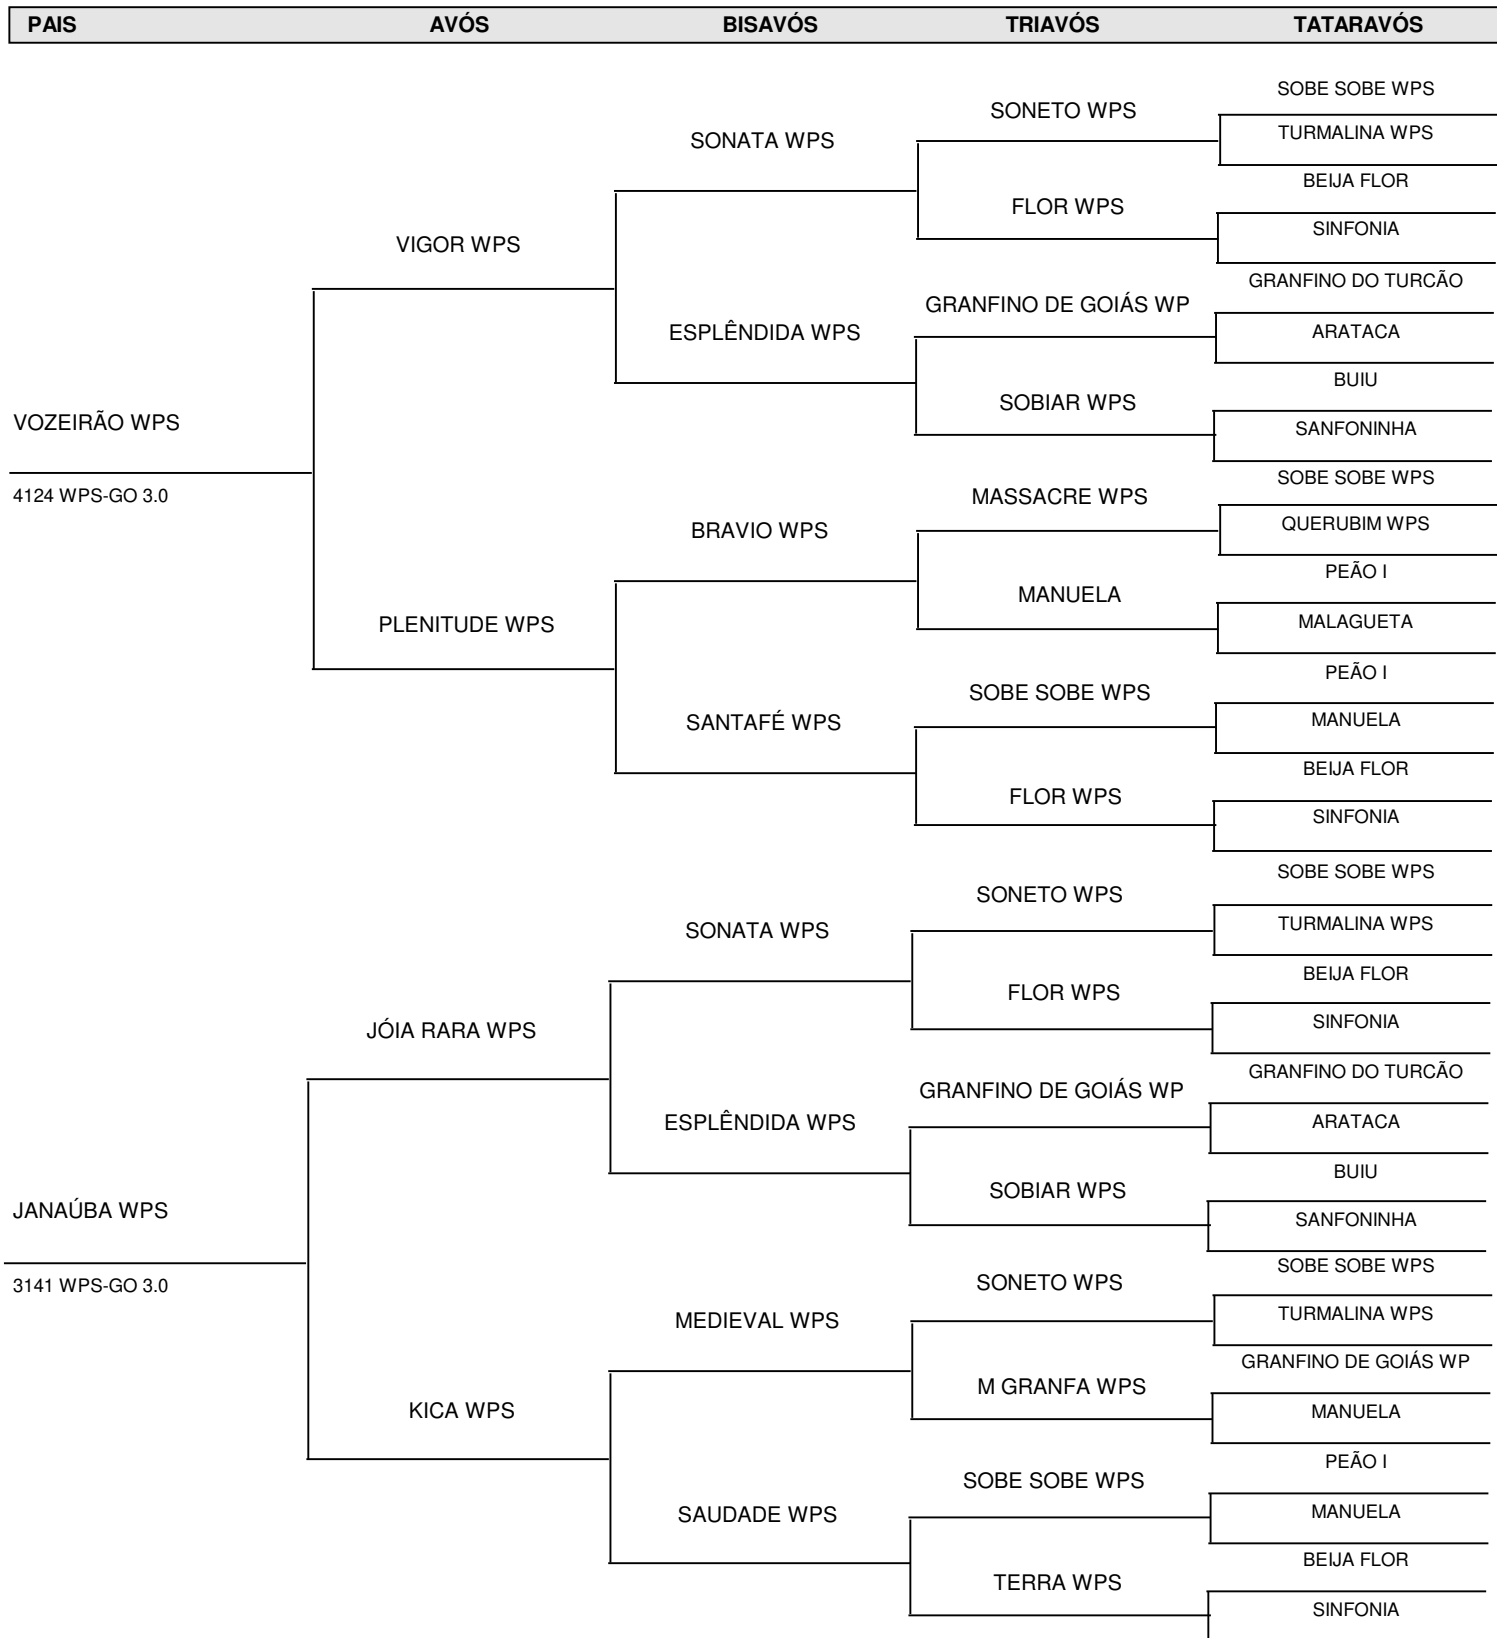 PAIS AVÓS BISAVÓS TRIAVÓS TATARAVÓS
SOBE SOBE WPS
SONETO WPS
TURMALINA WPS
SONATA WPS
BEIJA FLOR
FLOR WPS
SINFONIA
VIGOR WPS
GRANFINO DO TURCÃO
GRANFINO DE GOIÁS WP
ARATACA
ESPLÊNDIDA WPS
BUIU
SOBIAR WPS
SANFONINHA
VOZEIRÃO WPS
4124 WPS-GO 3.0
SOBE SOBE WPS
MASSACRE WPS
QUERUBIM WPS
BRAVIO WPS
PEÃO I
MANUELA
MALAGUETA
PLENITUDE WPS
PEÃO I
SOBE SOBE WPS
MANUELA
SANTAFÉ WPS
BEIJA FLOR
FLOR WPS
SINFONIA
SOBE SOBE WPS
SONETO WPS
TURMALINA WPS
SONATA WPS
BEIJA FLOR
FLOR WPS
SINFONIA
JÓIA RARA WPS
GRANFINO DO TURCÃO
GRANFINO DE GOIÁS WP
ARATACA
ESPLÊNDIDA WPS
BUIU
SOBIAR WPS
SANFONINHA
JANAÚBA WPS
3141 WPS-GO 3.0
SOBE SOBE WPS
SONETO WPS
TURMALINA WPS
MEDIEVAL WPS
GRANFINO DE GOIÁS WP
M GRANFA WPS
MANUELA
KICA WPS
PEÃO I
SOBE SOBE WPS
MANUELA
SAUDADE WPS
BEIJA FLOR
TERRA WPS
SINFONIA